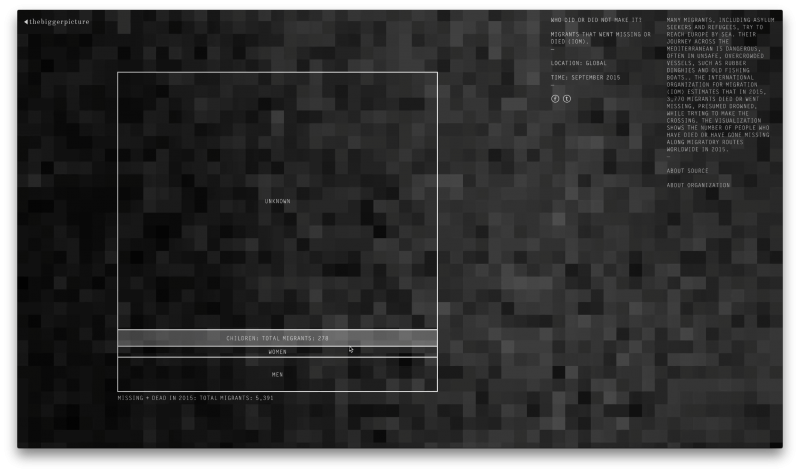 ◀thebiggerpicture
WHO DID OR DID NOT MAKE IT?
MIGRANTS THAT WENT MISSING OR
DIED (IOM).
—
LOCATION: GLOBAL
TIME: SEPTEMBER 2015
—
MANY MIGRANTS, INCLUDING ASYLUM
SEEKERS AND REFUGEES, TRY TO
REACH EUROPE BY SEA. THEIR
JOURNEY ACROSS THE
MEDITERRANEAN IS DANGEROUS,
OFTEN IN UNSAFE, OVERCROWDED
VESSELS, SUCH AS RUBBER
DINGHIES AND OLD FISHING
BOATS.. THE INTERNATIONAL
ORGANIZATION FOR MIGRATION
(IOM) ESTIMATES THAT IN 2015,
3,770 MIGRANTS DIED OR WENT
MISSING, PRESUMED DROWNED,
WHILE TRYING TO MAKE THE
CROSSING. THE VISUALIZATION
SHOWS THE NUMBER OF PEOPLE WHO
HAVE DIED OR HAVE GONE MISSING
ALONG MIGRATORY ROUTES
WORLDWIDE IN 2015.
—
ABOUT SOURCE
ABOUT ORGANIZATION
UNKNOWN
CHILDREN: TOTAL MIGRANTS: 270
WOMEN
MEN
MISSING + DEAD IN 2015: TOTAL MIGRANTS: 5,391